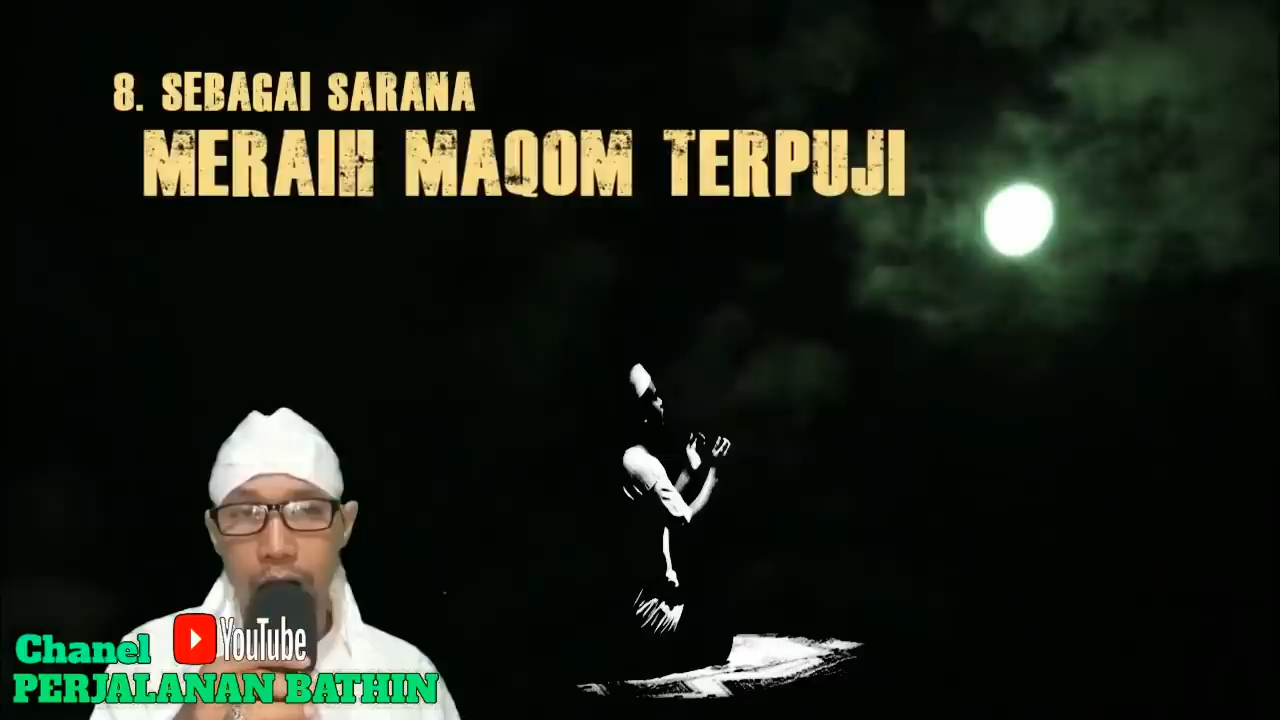 8. SEBAGAI SARANA
MERAIH MAQOM TERPUJI
Chanel YouTube
PERJALANAN BATHIN